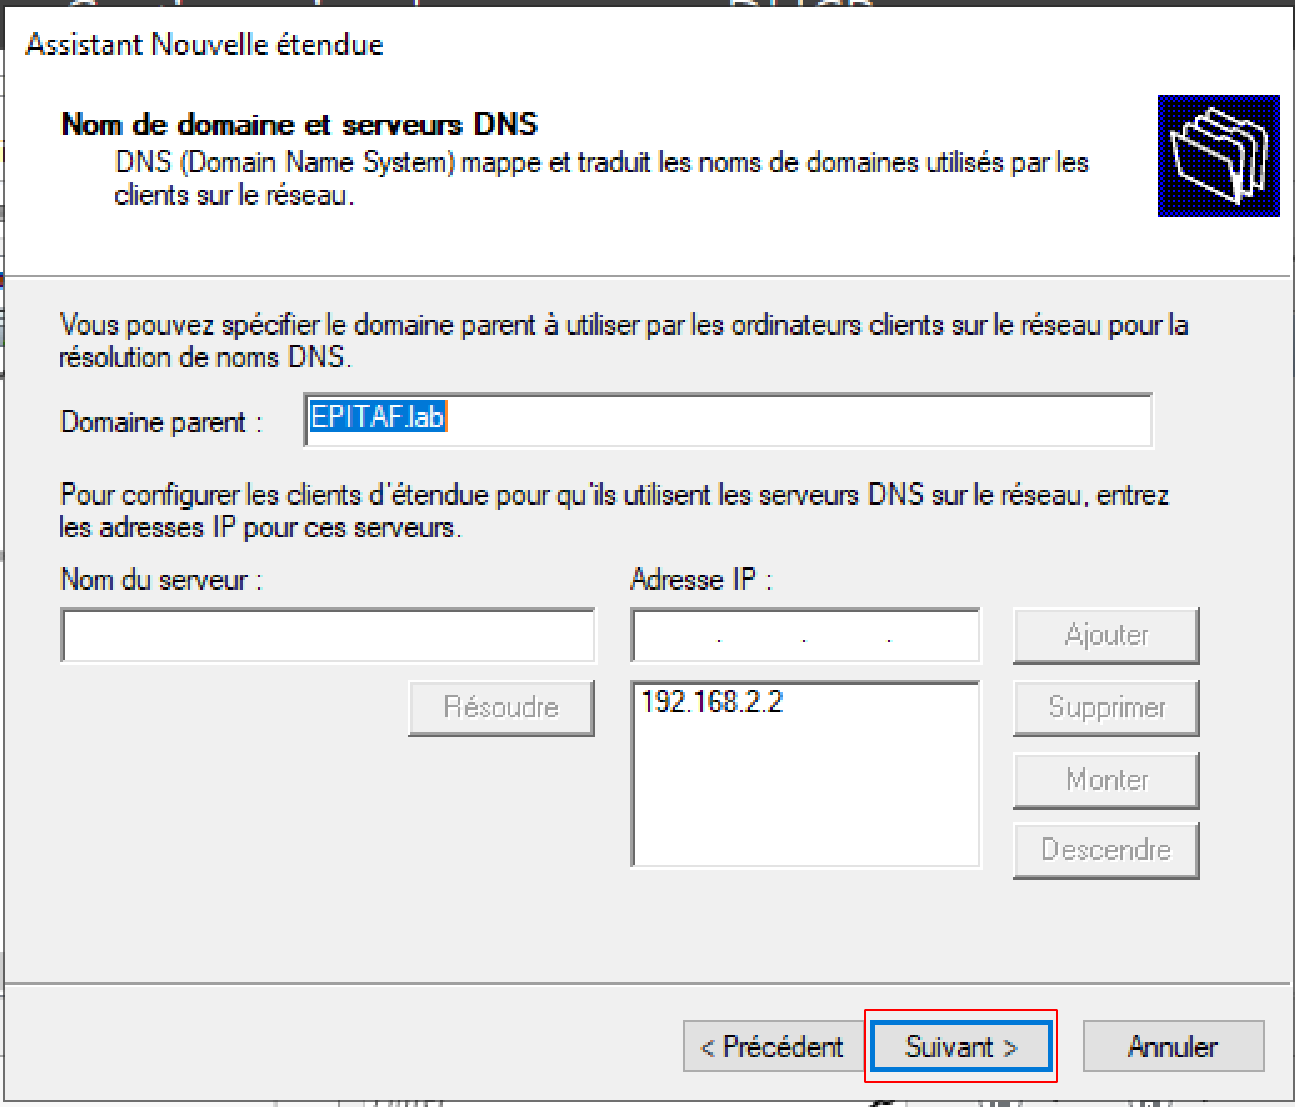 Assistant Nouvelle étendue
Nom de domaine et serveurs DNS
DNS (Domain Name System) mappe et traduit les noms de domaines utilisés par les
clients sur le réseau.
Vous pouvez spécifier le domaine parent à utiliser par les ordinateurs clients sur le réseau pour la
résolution de noms DNS.
Domaine parent :
EPITAF.lab
Pour configurer les clients d'étendue pour qu'ils utilisent les serveurs DNS sur le réseau, entrez
les adresses IP pour ces serveurs.
Nom du serveur :
Adresse IP :
. . .
Ajouter
Résoudre
192.168.2.2
Supprimer
Monter
Descendre
< Précédent
Suivant >
Annuler